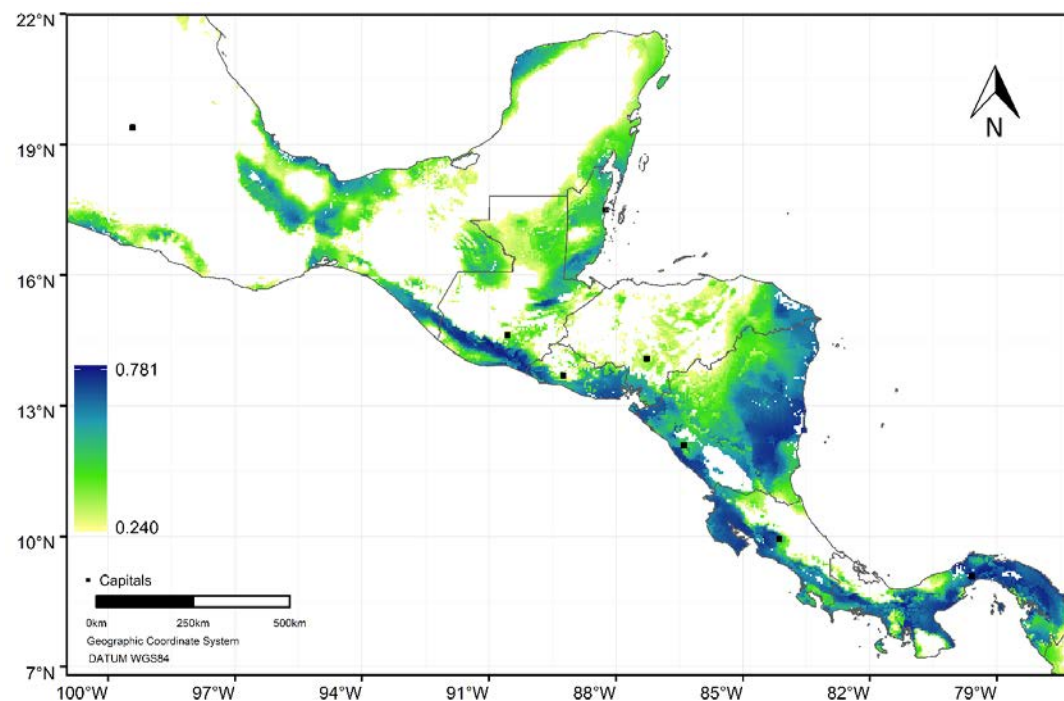 22°N
19°N
16°N
13°N
10°N
7°N
N
0.781
0.240
Capitals
0km 250km 500km
Geographic Coordinate System
DATUM WGS84
100°W 97°W 94°W 91°W 88°W 85°W 82°W 79°W